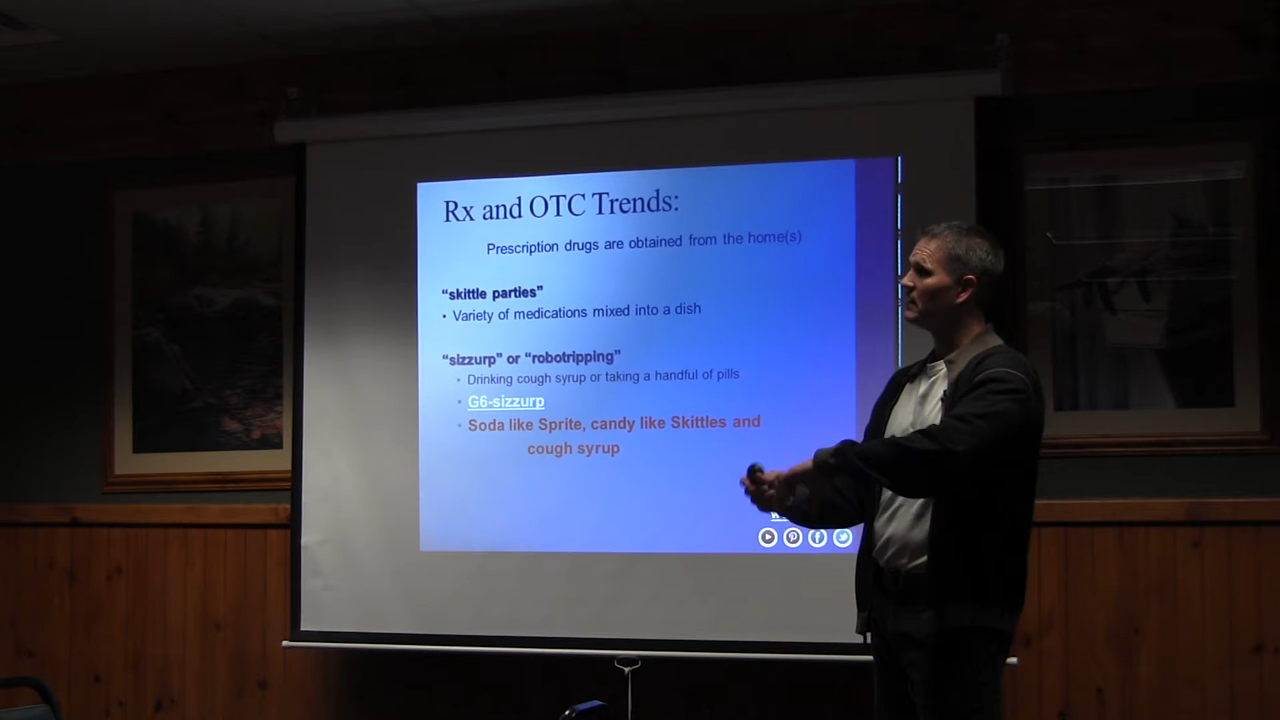 Rx and OTC Trends:
Prescription drugs are obtained from the home(s)
“skittle parties”
• Variety of medications mixed into a dish
“sizzurp” or “robotripping”
• Drinking cough syrup or taking a handful of pills
• G6-sizzurp
• Soda like Sprite, candy like Skittles and
cough syrup